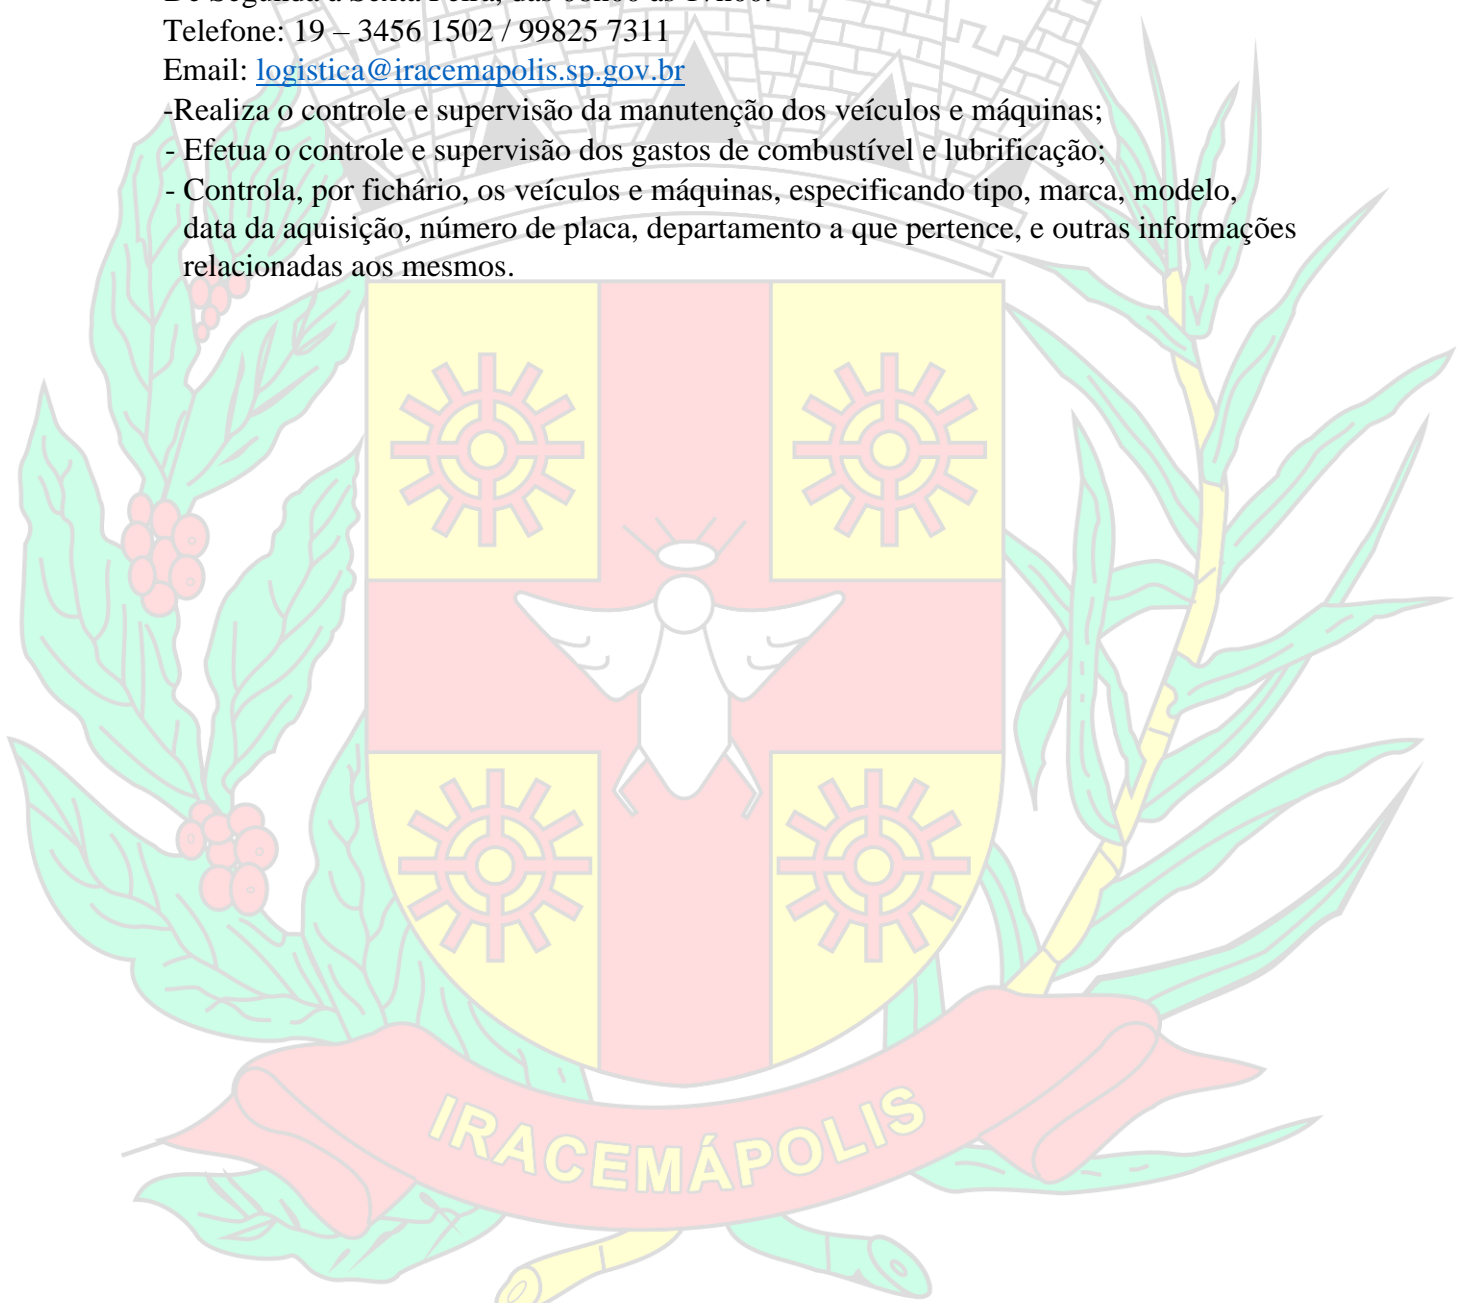 Telefone: 19 – 3456 1502 / 99825 7311
Email: logistica@iracemapolis.sp.gov.br
-Realiza o controle e supervisão da manutenção dos veículos e máquinas;
- Efetua o controle e supervisão dos gastos de combustível e lubrificação;
- Controla, por fichário, os veículos e máquinas, especificando tipo, marca, modelo,
data da aquisição, número de placa, departamento a que pertence, e outras informações
relacionadas aos mesmos.
IRACEMÁPOLIS